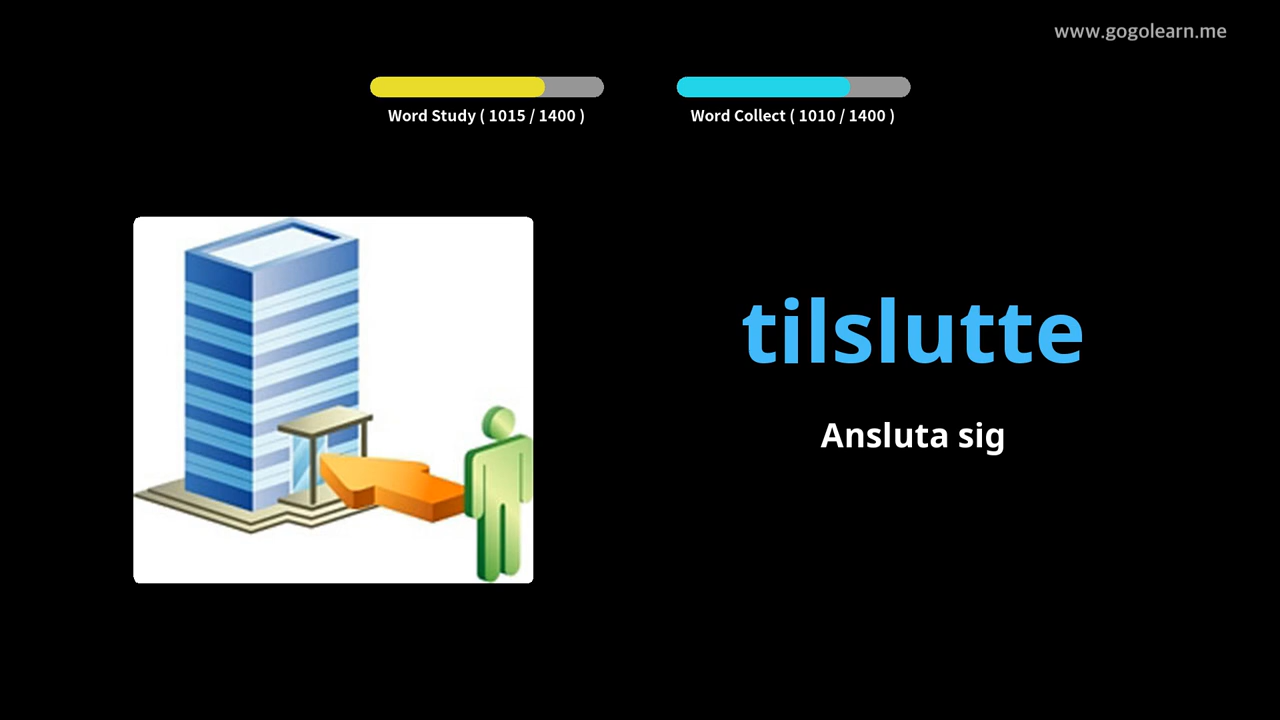 www.gogolearn.me
Word Study ( 1015 / 1400 )
Word Collect ( 1010 / 1400 )
tilslutte
Ansluta sig